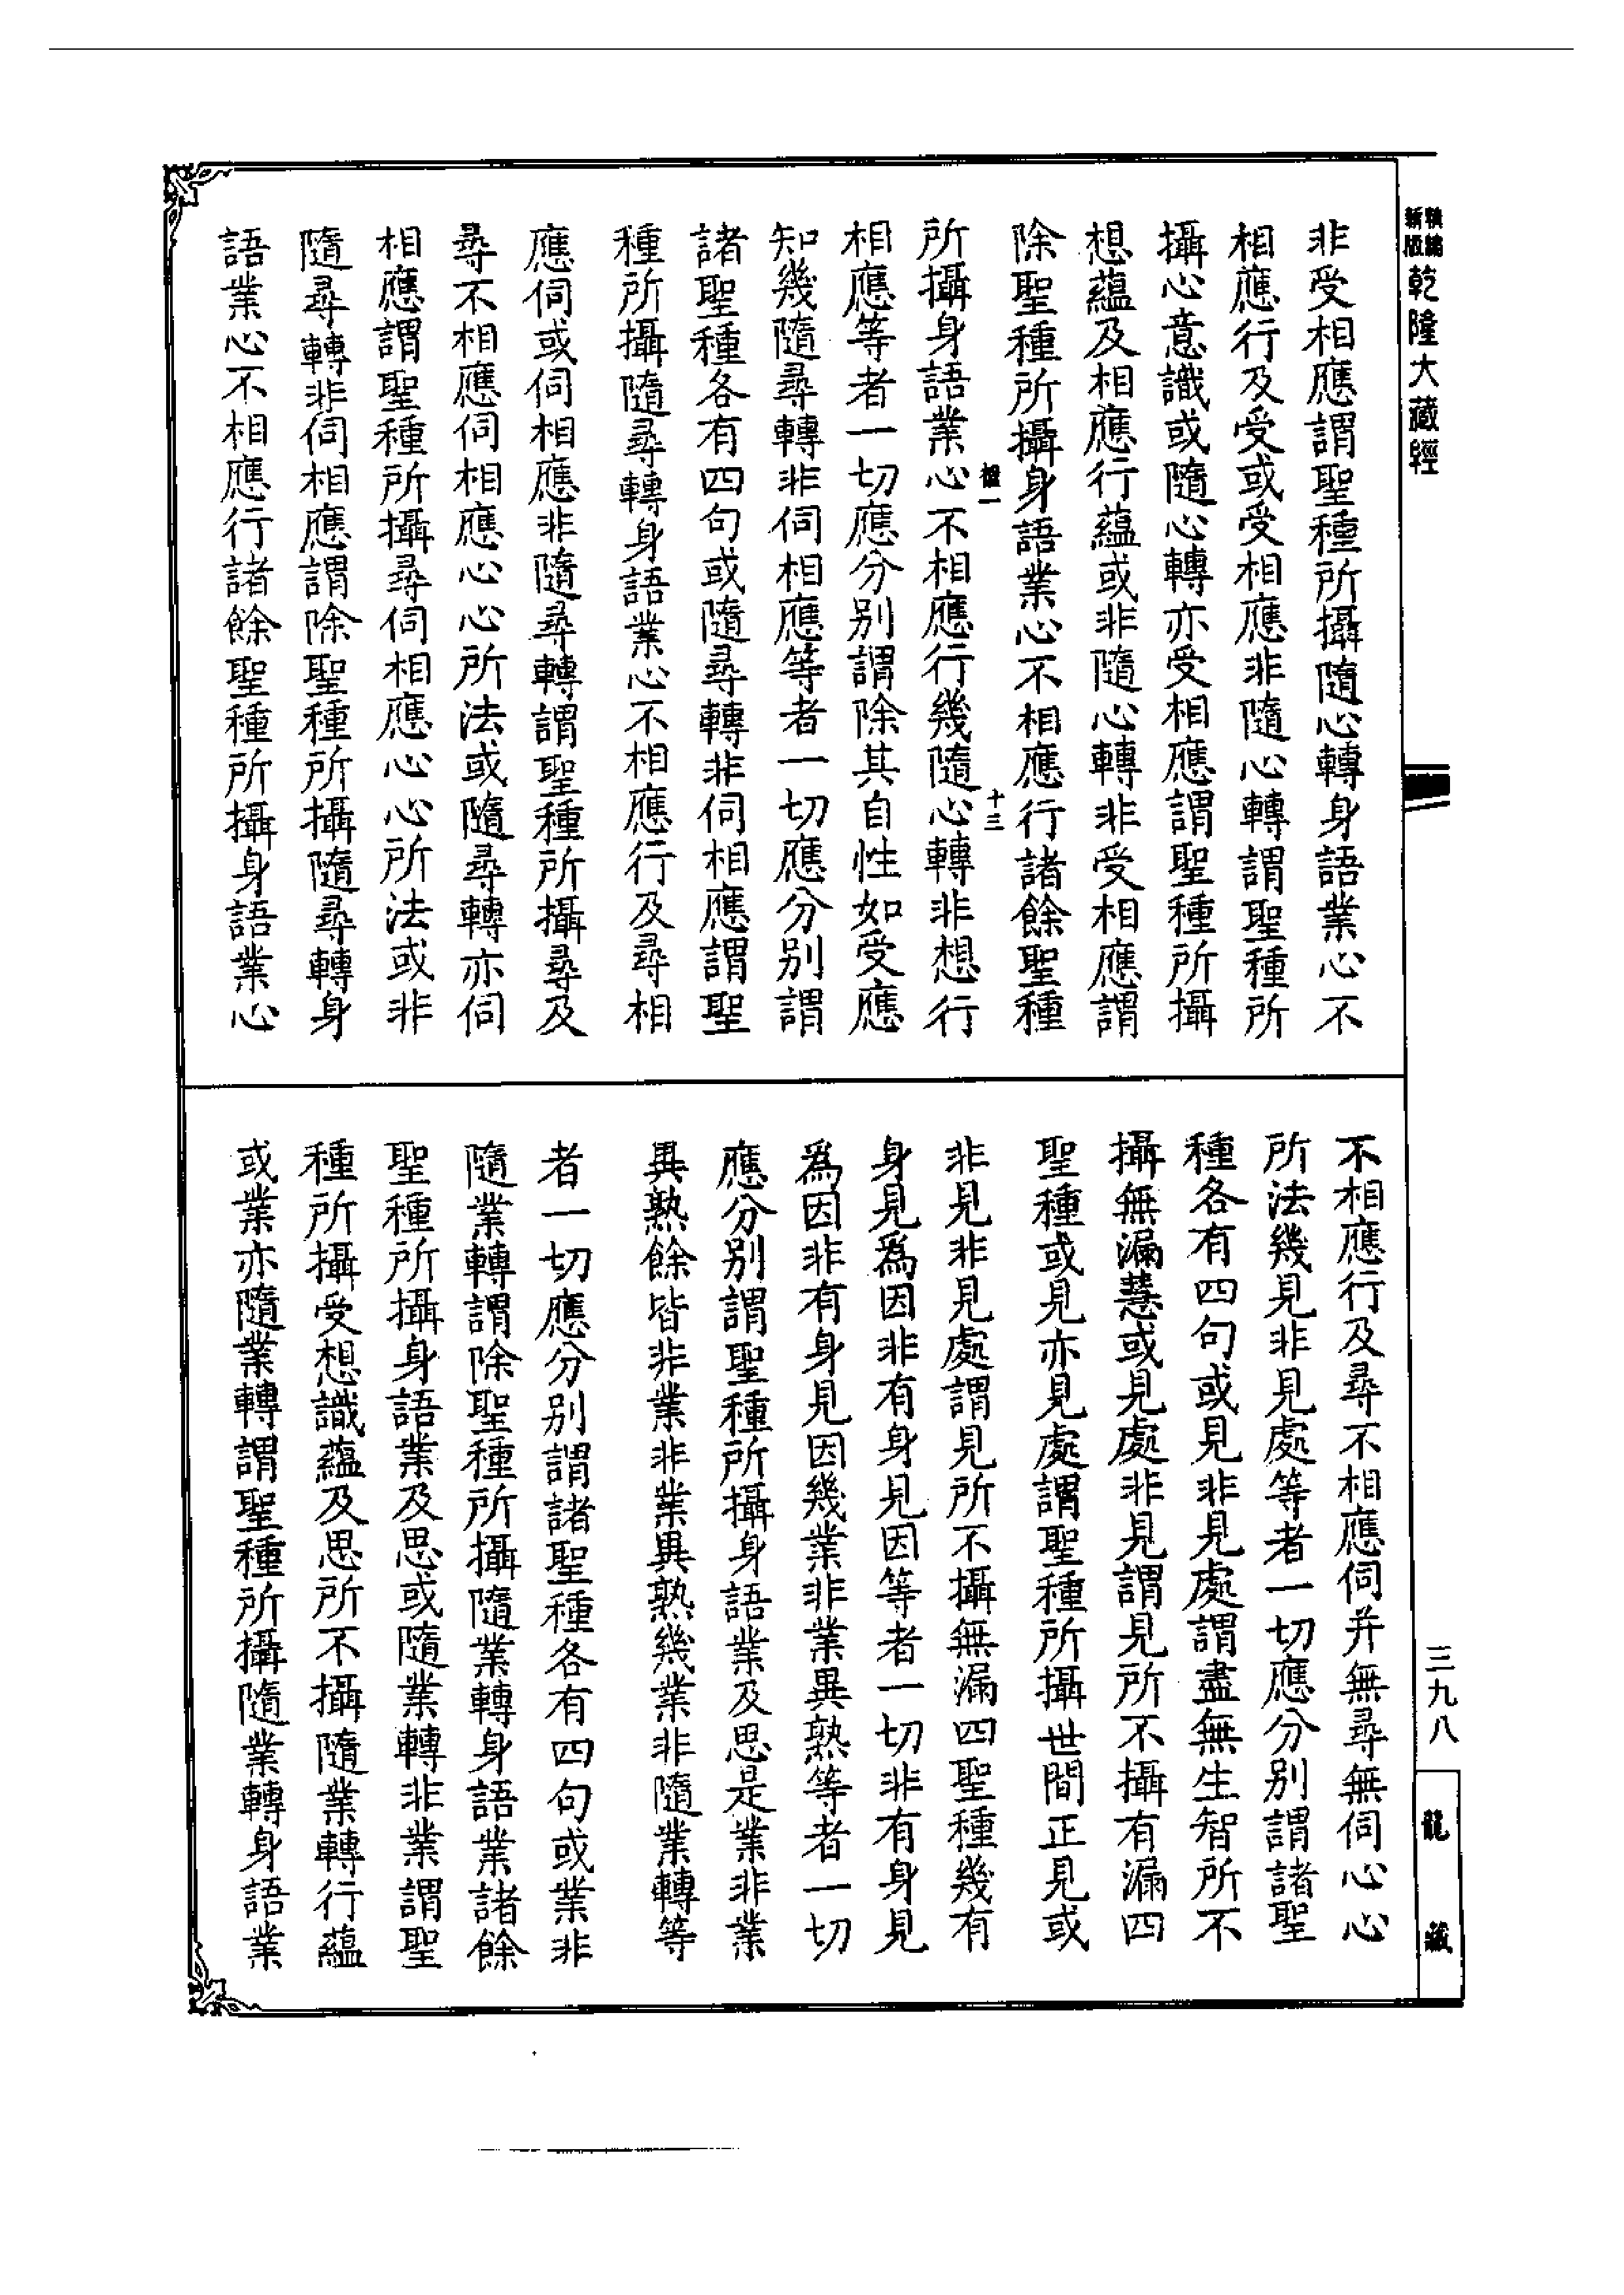 乾隆大藏經
非受相應謂聖種所攝隨心轉身語業心不
相應行及受或受相應非隨心轉謂聖種所
攝心意識或隨心轉亦受相應謂聖種所攝
想蘊及相應行蘊或非隨心轉非受相應謂
除聖種所攝身語業心不相應行諸餘聖種
十三
所攝身語業心不相應行幾隨心轉非想行
相應等者一切應分別謂除其自性如受應
知幾隨尋轉非伺相應等者一切應分別謂
諸聖種各有四句或隨尋轉非伺相應謂聖
種所攝隨尋轉身語業心不相應行及尋相
應伺或伺相應非隨尋轉謂聖種所攝尋及
尋不相應伺相應心心所法或隨尋轉亦伺
相應謂聖種所攝尋伺相應心心所法或非
隨尋轉非伺相應謂除聖種所攝隨尋轉身
語業心不相應行諸餘聖種所攝身語業心
不相應行及尋不相應伺并無尋無伺心心
所法幾見非見處等者一切應分別謂諸聖
種各有四句或見非見處謂盡無生智所不
攝無漏慧或見處非見謂見所不攝有漏四
聖種或見亦見處謂聖種所攝世間正見或
非見非見處謂見所不攝無漏四聖種幾有
身見為因非有身見因等者一切非有身見
為因非有身見因幾業非業異熟等者一切
應分別謂聖種所攝身語業及思是業非業
異熟餘皆非業非業異熟幾業非隨業轉等
者一切應分別謂諸聖種各有四句或業非
隨業轉謂除聖種所攝隨業轉身語業諸餘
聖種所攝身語業及思或隨業轉非業謂聖
種所攝受想識蘊及思所不攝隨業轉行蘊
或業亦隨業轉謂聖種所攝隨業轉身語業
三九八
龍藏